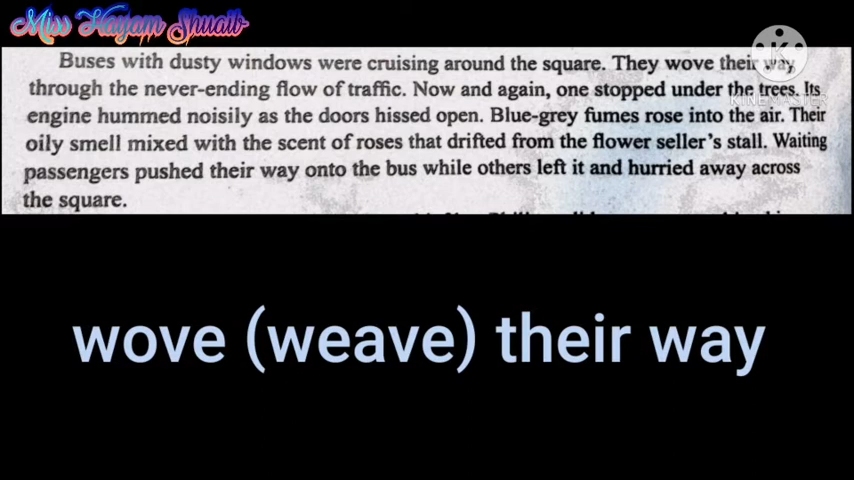 Miss Hayam Shuaib
Buses with dusty windows were cruising around the square. They wove their way,
through the never-ending flow of traffic. Now and again, one stopped under the trees. Its
engine hummed noisily as the doors hissed open. Blue-grey fumes rose into the air. Their
oily smell mixed with the scent of roses that drifted from the flower seller's stall. Waiting
passengers pushed their way onto the bus while others left it and hurried away across
the square.
KINEMASTER
wove (weave) their way